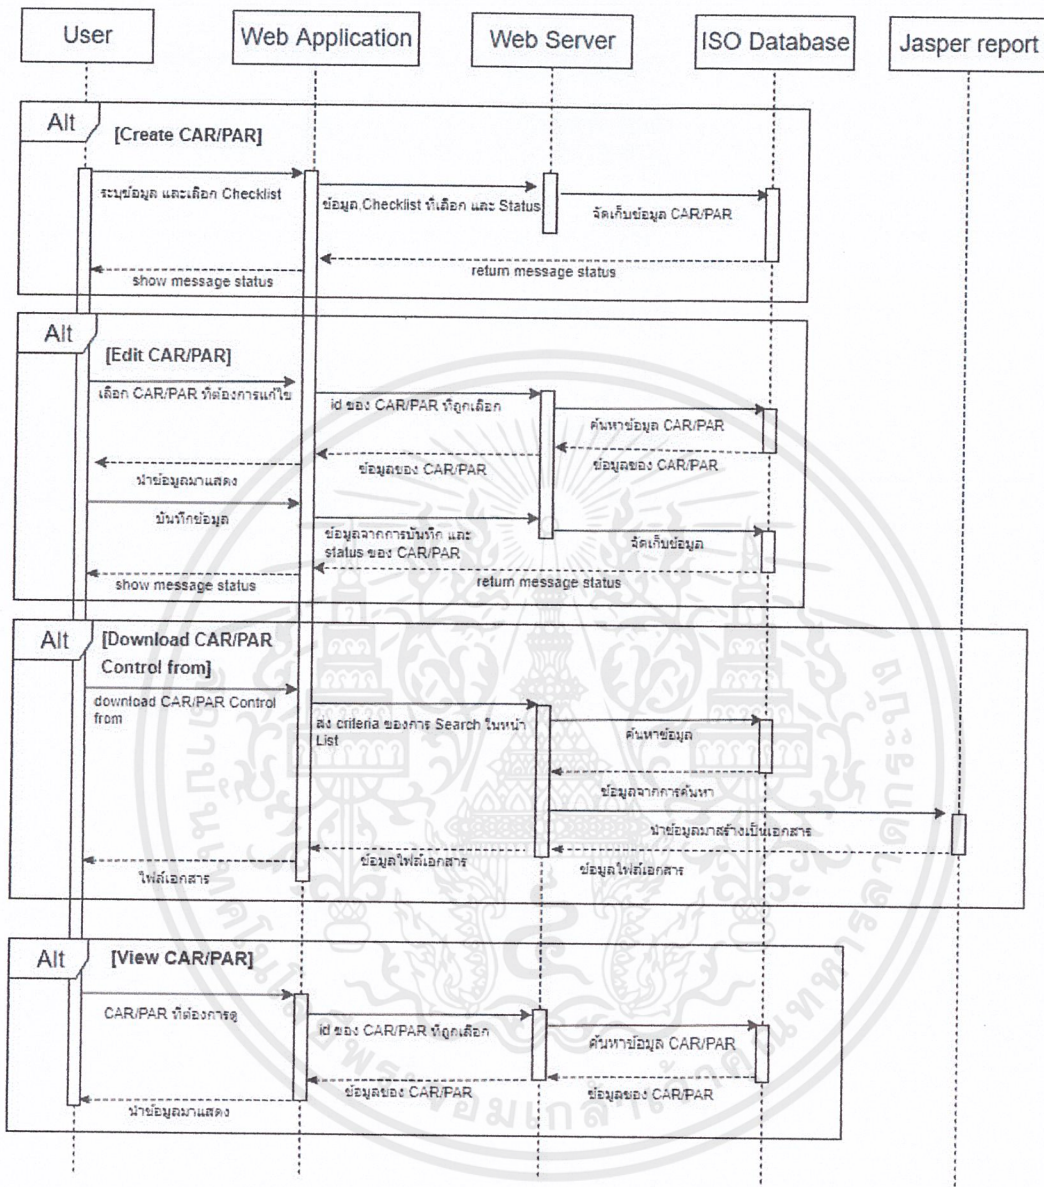 User
Web Application
Web Server
ISO Database
Jasper report
Alt
[Create CAR/PAR]
ระบุข้อมูล และเลือก Checklist
ข้อมูล,Checklist ที่เลือก และ Status
จัดเก็บข้อมูล CAR/PAR
return message status
show message status
Alt
[Edit CAR/PAR]
เลือก CAR/PAR ที่ต้องการแก้ไข
id ของ CAR/PAR ที่ถูกเลือก
ค้นหาข้อมูล CAR/PAR
ข้อมูลของ CAR/PAR
ข้อมูลของ CAR/PAR
นำข้อมูลมาแสดง
บันทึกข้อมูล
ข้อมูลจากการบันทึก และ
status ของ CAR/PAR
จัดเก็บข้อมูล
return message status
show message status
Alt
[Download CAR/PAR
Control from]
download CAR/PAR Control
from
ส่ง criteria ของการ Search ในหน้า
List
ค้นหาข้อมูล
ข้อมูลจากการค้นหา
นำข้อมูลมาสร้างเป็นเอกสาร
ข้อมูลไฟล์เอกสาร
ข้อมูลไฟล์เอกสาร
ไฟล์เอกสาร
Alt
[View CAR/PAR]
CAR/PAR ที่ต้องการดู
id ของ CAR/PAR ที่ถูกเลือก
ค้นหาข้อมูล CAR/PAR
ข้อมูลของ CAR/PAR
ข้อมูลของ CAR/PAR
นำข้อมูลมาแสดง